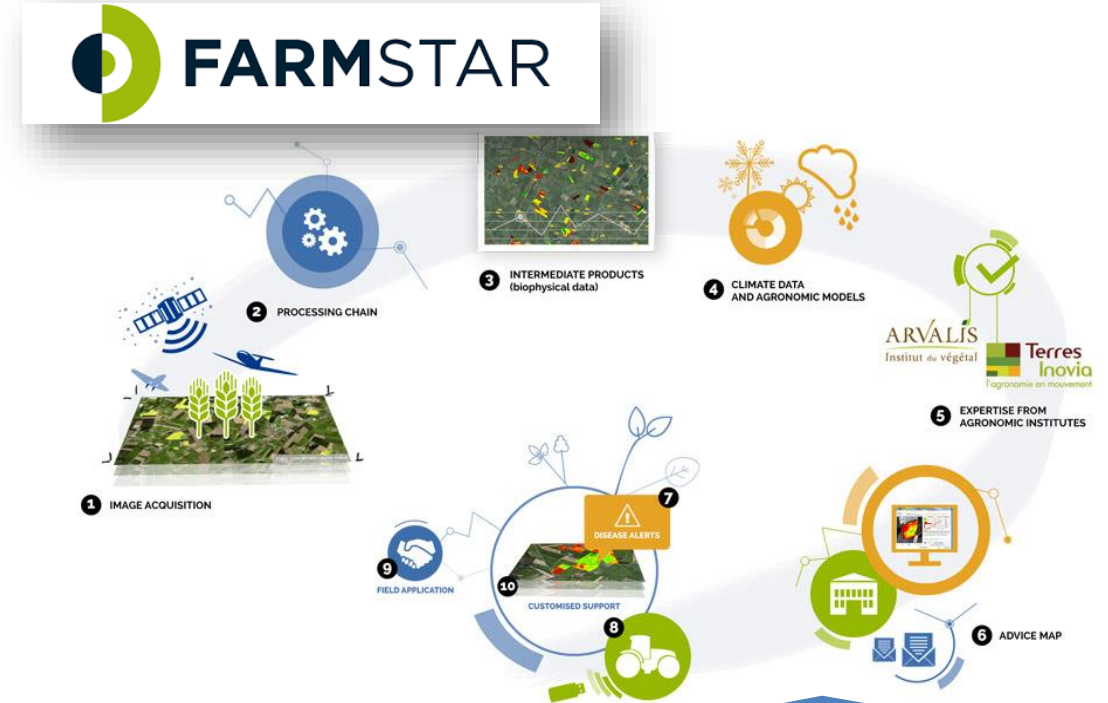 FARMSTAR
1 IMAGE ACQUISITION
2 PROCESSING CHAIN
3 INTERMEDIATE PRODUCTS
(biophysical data)
4 CLIMATE DATA
AND AGRONOMIC MODELS
ARVALIS
Institut du végétal
Terres
Inovia
l'agronomie en mouvement
5 EXPERTISE FROM
AGRONOMIC INSTITUTES
6 ADVICE MAP
7
DISEASE ALERTS
8
9
FIELD APPLICATION
10
CUSTOMISED SUPPORT